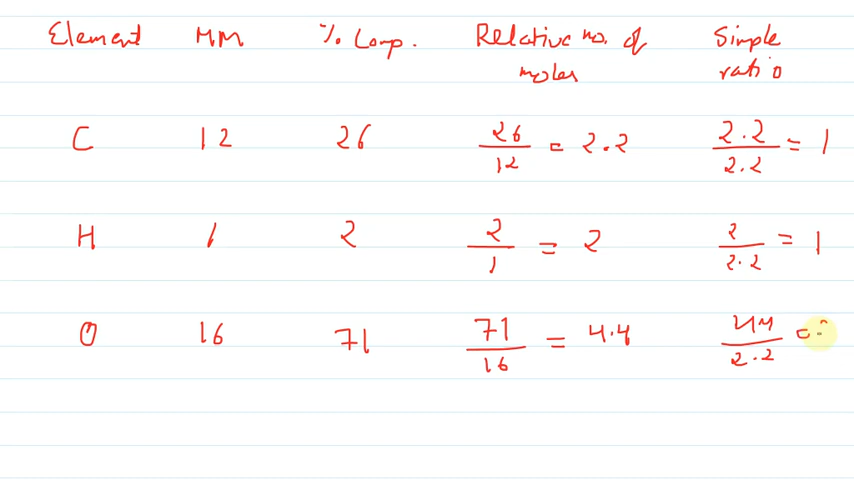 Element MM % Comp. Relative no. of moles Simple ratio
C 12 26 26/12 = 2.2 2.2/2.2 = 1
H 1 2 2/1 = 2 2/2.2 = 1
O 16 71 71/16 = 4.4 4.4/2.2 =